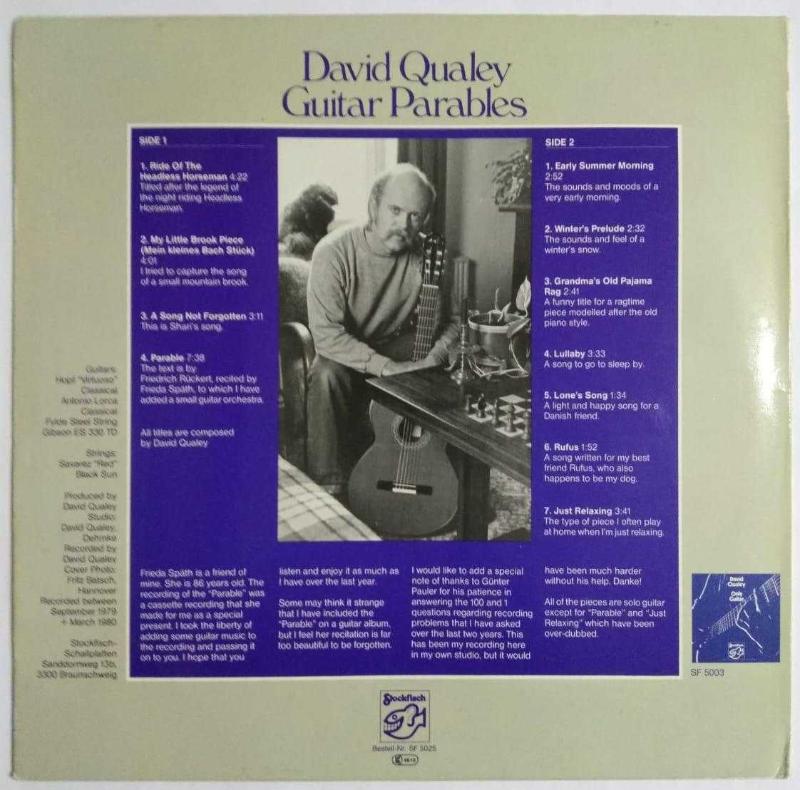 David Qualey
Guitar Parables
SIDE 1
1. Ride Of The
Headless Horseman 4:22
Titled after the legend of
the night riding Headless
Horseman.
2. My Little Brook Piece
(Mein kleines Bach Stück)
4:01
I tried to capture the song
of a small mountain brook.
3. A Song Not Forgotten 3:11
This is Shari's song.
4. Parable 7:38
The text is by
Friedrich Rückert, recited by
Frieda Späth, to which I have
added a small guitar orchestra.
All titles are composed
by David Qualey
SIDE 2
1. Early Summer Morning
2:52
The sounds and moods of a
very early morning.
2. Winter's Prelude 2:32
The sounds and feel of a
winter's snow.
3. Grandma's Old Pajama
Rag 2:41
A funny title for a ragtime
piece modelled after the old
piano style.
4. Lullaby 3:33
A song to go to sleep by.
5. Lone's Song 1:34
A light and happy song for a
Danish friend.
6. Rufus 1:52
A song written for my best
friend Rufus, who also
happens to be my dog.
7. Just Relaxing 3:41
The type of piece I often play
at home when I'm just relaxing.
Guitars:
Hopf "Virtuoso"
Classical
Antonio Lorca
Classical
Fylde Steel String
Gibson ES 330 TD
Strings:
Savarez "Red"
Black Sun
Produced by
David Qualey
Studio:
David Qualey,
Dehmke
Recorded by
David Qualey
Cover Photo:
Fritz Batsch,
Hannover
Recorded between
September 1979
+ March 1980
Stockfisch-
Schallplatten
Sanddornweg 13b,
3300 Braunschweig
Frieda Späth is a friend of
mine. She is 86 years old. The
recording of the "Parable" was
a cassette recording that she
made for me as a special
present. I took the liberty of
adding some guitar music to
the recording and passing it
on to you. I hope that you
listen and enjoy it as much as
I have over the last year.
Some may think it strange
that I have included the
"Parable" on a guitar album,
but I feel her recitation is far
too beautiful to be forgotten.
I would like to add a special
note of thanks to Günter
Pauler for his patience in
answering the 100 and 1
questions regarding recording
problems that I have asked
over the last two years. This
has been my recording here
in my own studio, but it would
have been much harder
without his help. Danke!
All of the pieces are solo guitar
except for "Parable" and "Just
Relaxing" which have been
over-dubbed.
David
Qualey
Only
Guitar
SF 5003
Stockfisch
Bestell-Nr. SF 5025